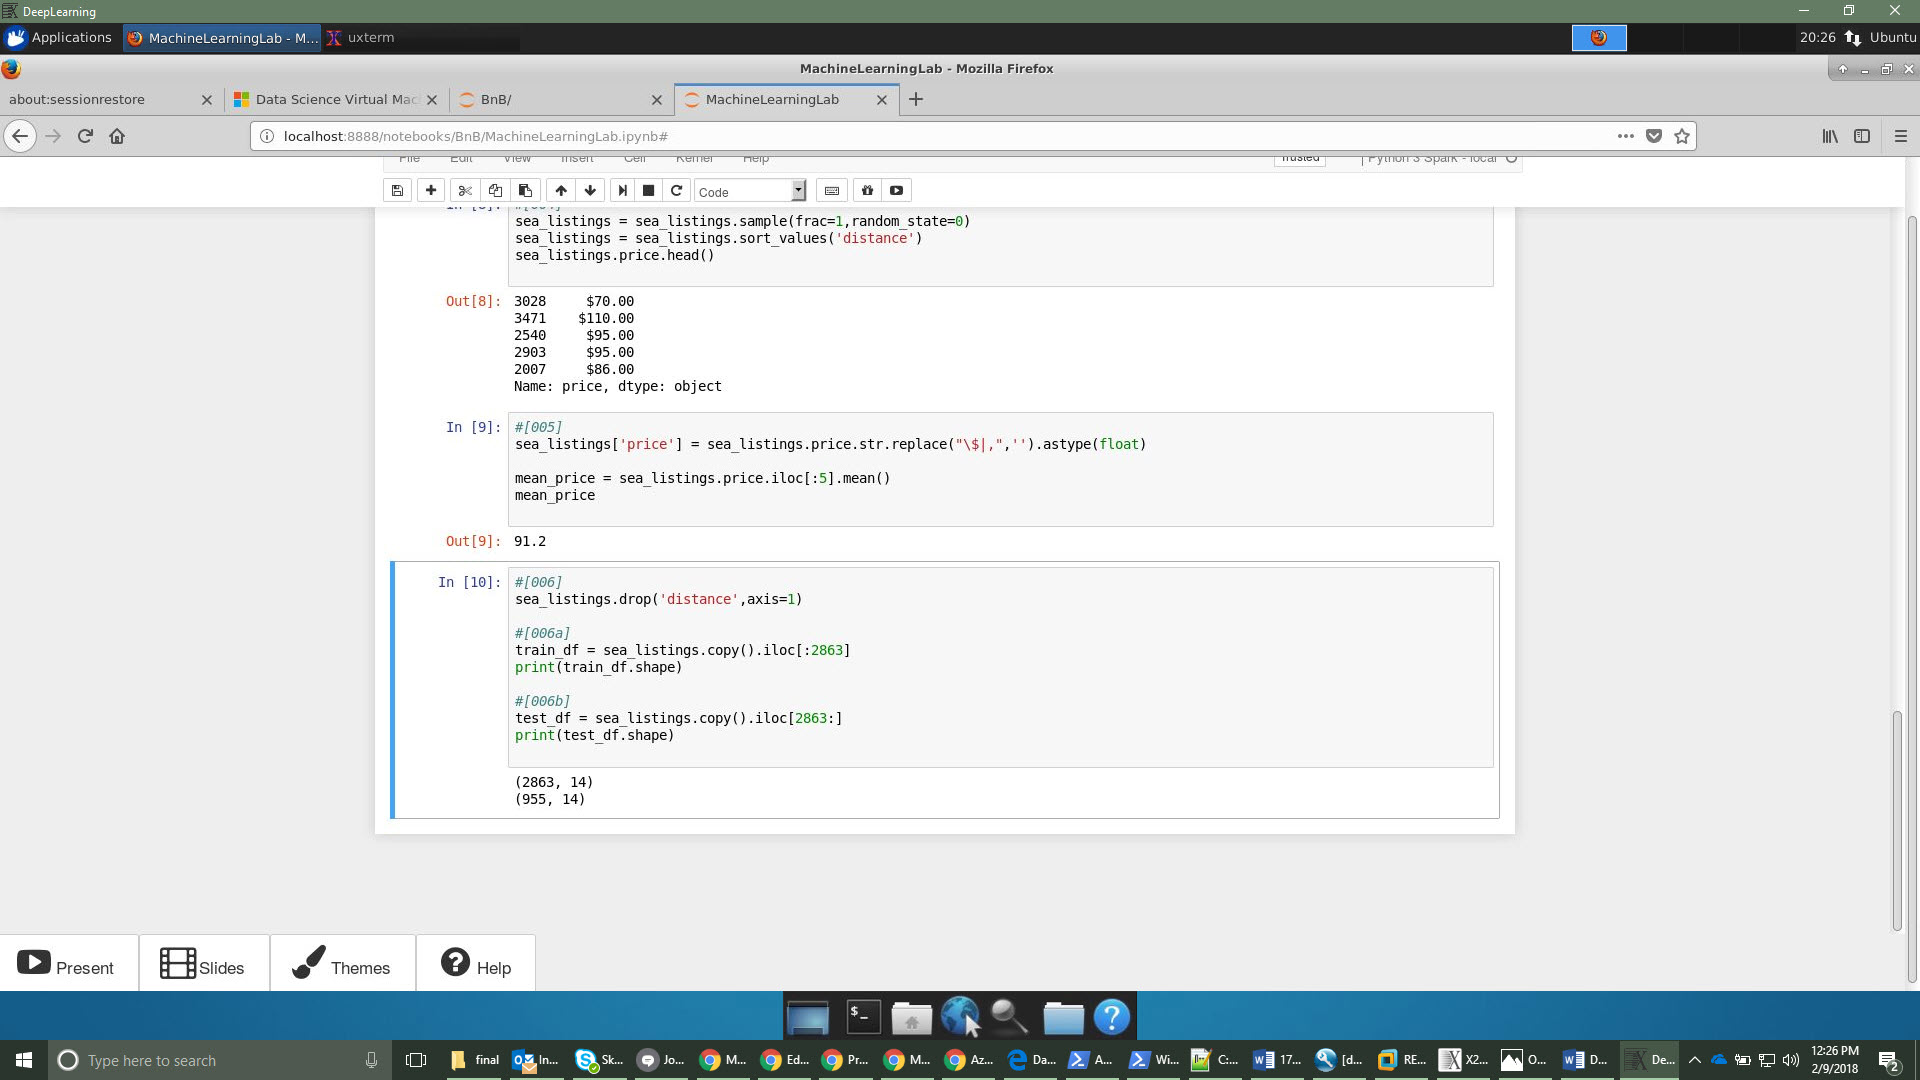 DeepLearning
Applications
MachineLearningLab - M...
uxterm
20:26
Ubuntu
MachineLearningLab - Mozilla Firefox
about:sessionrestore
Data Science Virtual Mac
BnB/
MachineLearningLab
localhost:8888/notebooks/BnB/MachineLearningLab.ipynb#
File Edit View Insert Cell Kernel Help
Trusted
Python 3 Spark - local
Code
In [8]:
sea_listings = sea_listings.sample(frac=1,random_state=0)
sea_listings = sea_listings.sort_values('distance')
sea_listings.price.head()
Out[8]:
3028     $70.00
3471    $110.00
2540     $95.00
2903     $95.00
2007     $86.00
Name: price, dtype: object
In [9]:
#[005]
sea_listings['price'] = sea_listings.price.str.replace("\$|,",'').astype(float)
mean_price = sea_listings.price.iloc[:5].mean()
mean_price
Out[9]:
91.2
In [10]:
#[006]
sea_listings.drop('distance',axis=1)
#[006a]
train_df = sea_listings.copy().iloc[:2863]
print(train_df.shape)
#[006b]
test_df = sea_listings.copy().iloc[2863:]
print(test_df.shape)
(2863, 14)
(955, 14)
Present
Slides
Themes
Help
Type here to search
final
In...
Sk...
Jo...
M...
Ed...
Pr...
M...
Az...
Da...
A...
Wi...
C:...
17...
[d...
RE...
X2...
O...
D...
De...
12:26 PM
2/9/2018
2